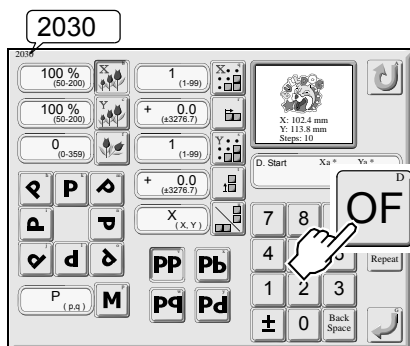 2030
2030
100 %
(50-200)
X
1
(1-99)
X
100 %
(50-200)
Y
+ 0.0
(±3276.7)
X: 102.4 mm
Y: 113.8 mm
Steps: 10
0
(0-359)
1
(1-99)
Y
D. Start Xa * Ya *
P P P
+ 0.0
(±3276.7)
D
OF
P P
X
( X, Y )
7 8
P d P
PP Pb
4 5 Repeat
1 2 3
P
( p,q )
M
Pq Pd
± 0 Back
Space